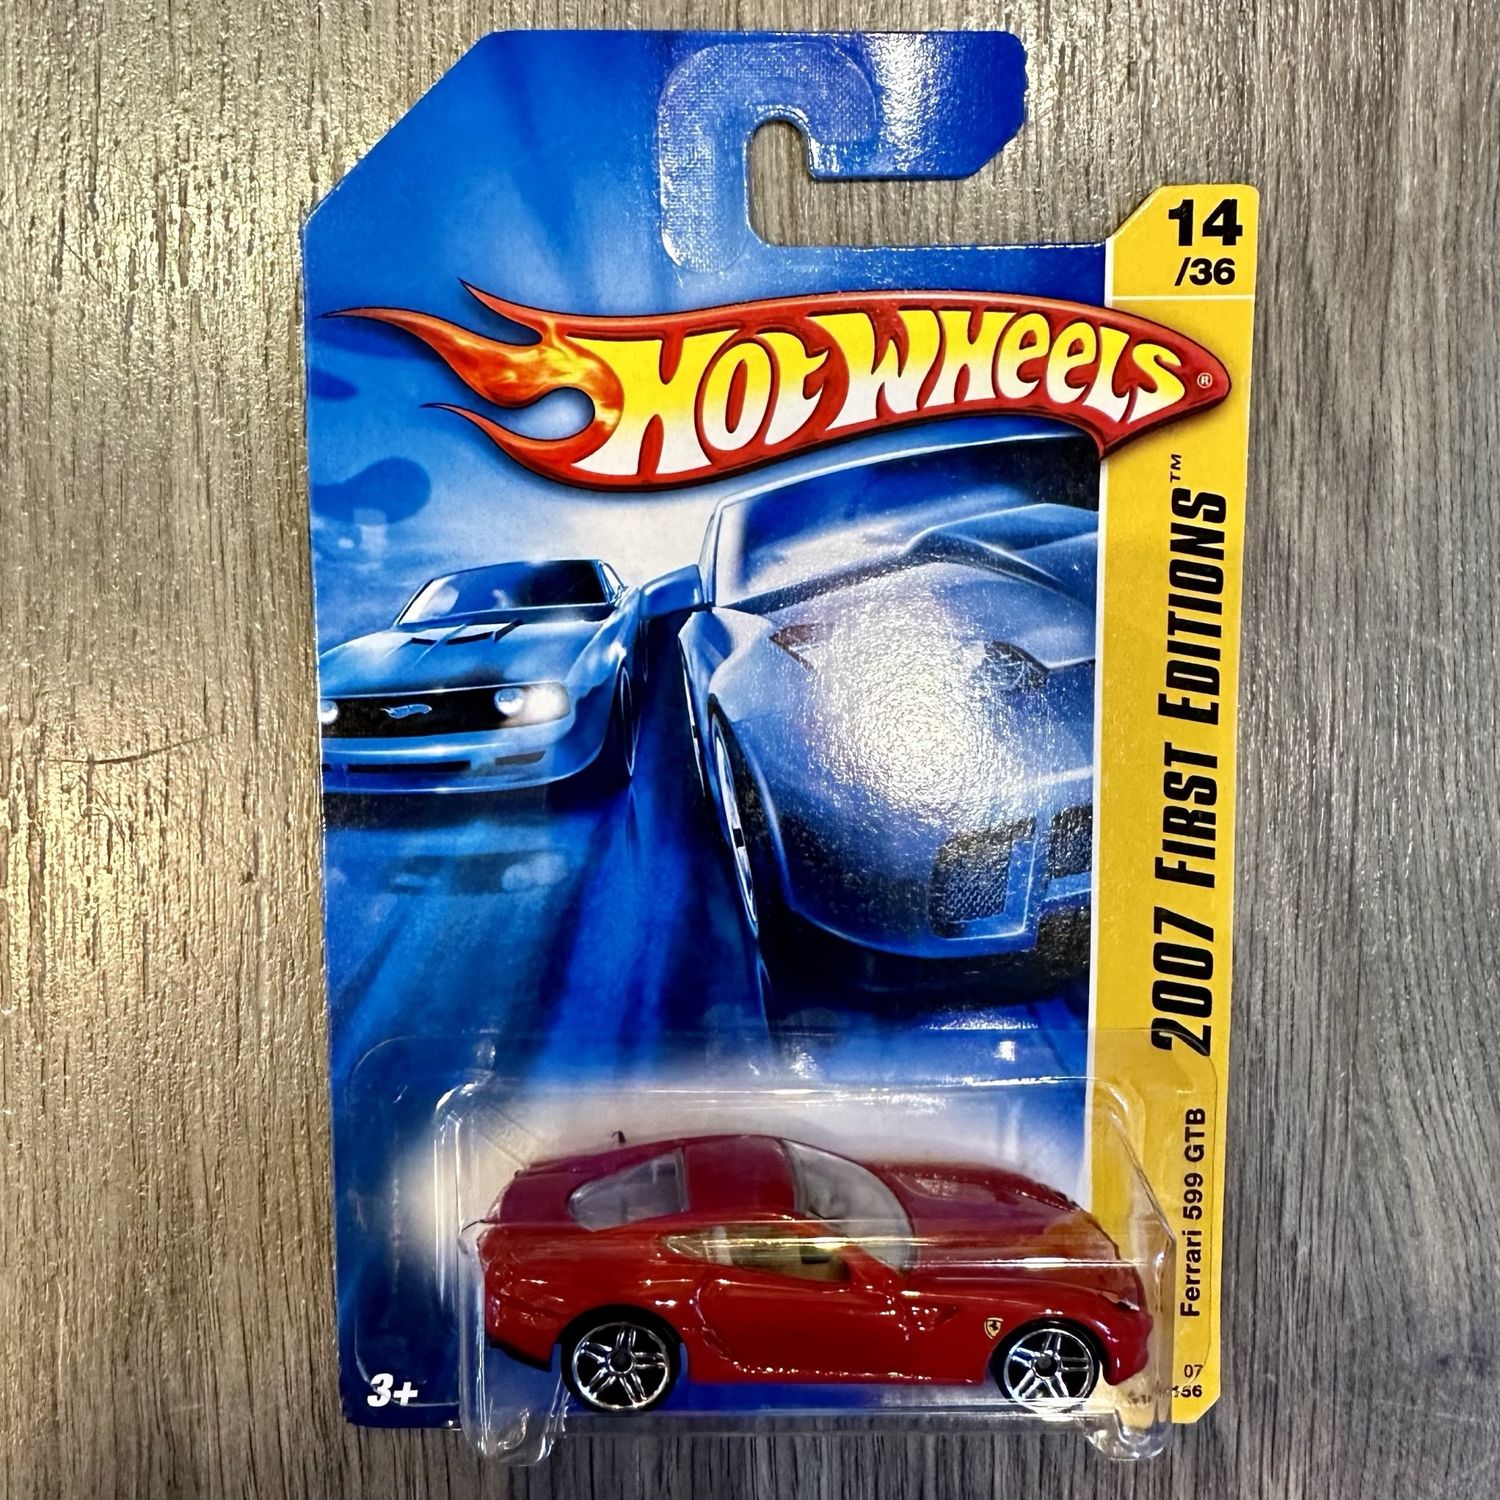 14
/36
HOT WHEELS®
2007 FIRST EDITIONS™
Ferrari 599 GTB
3+
07